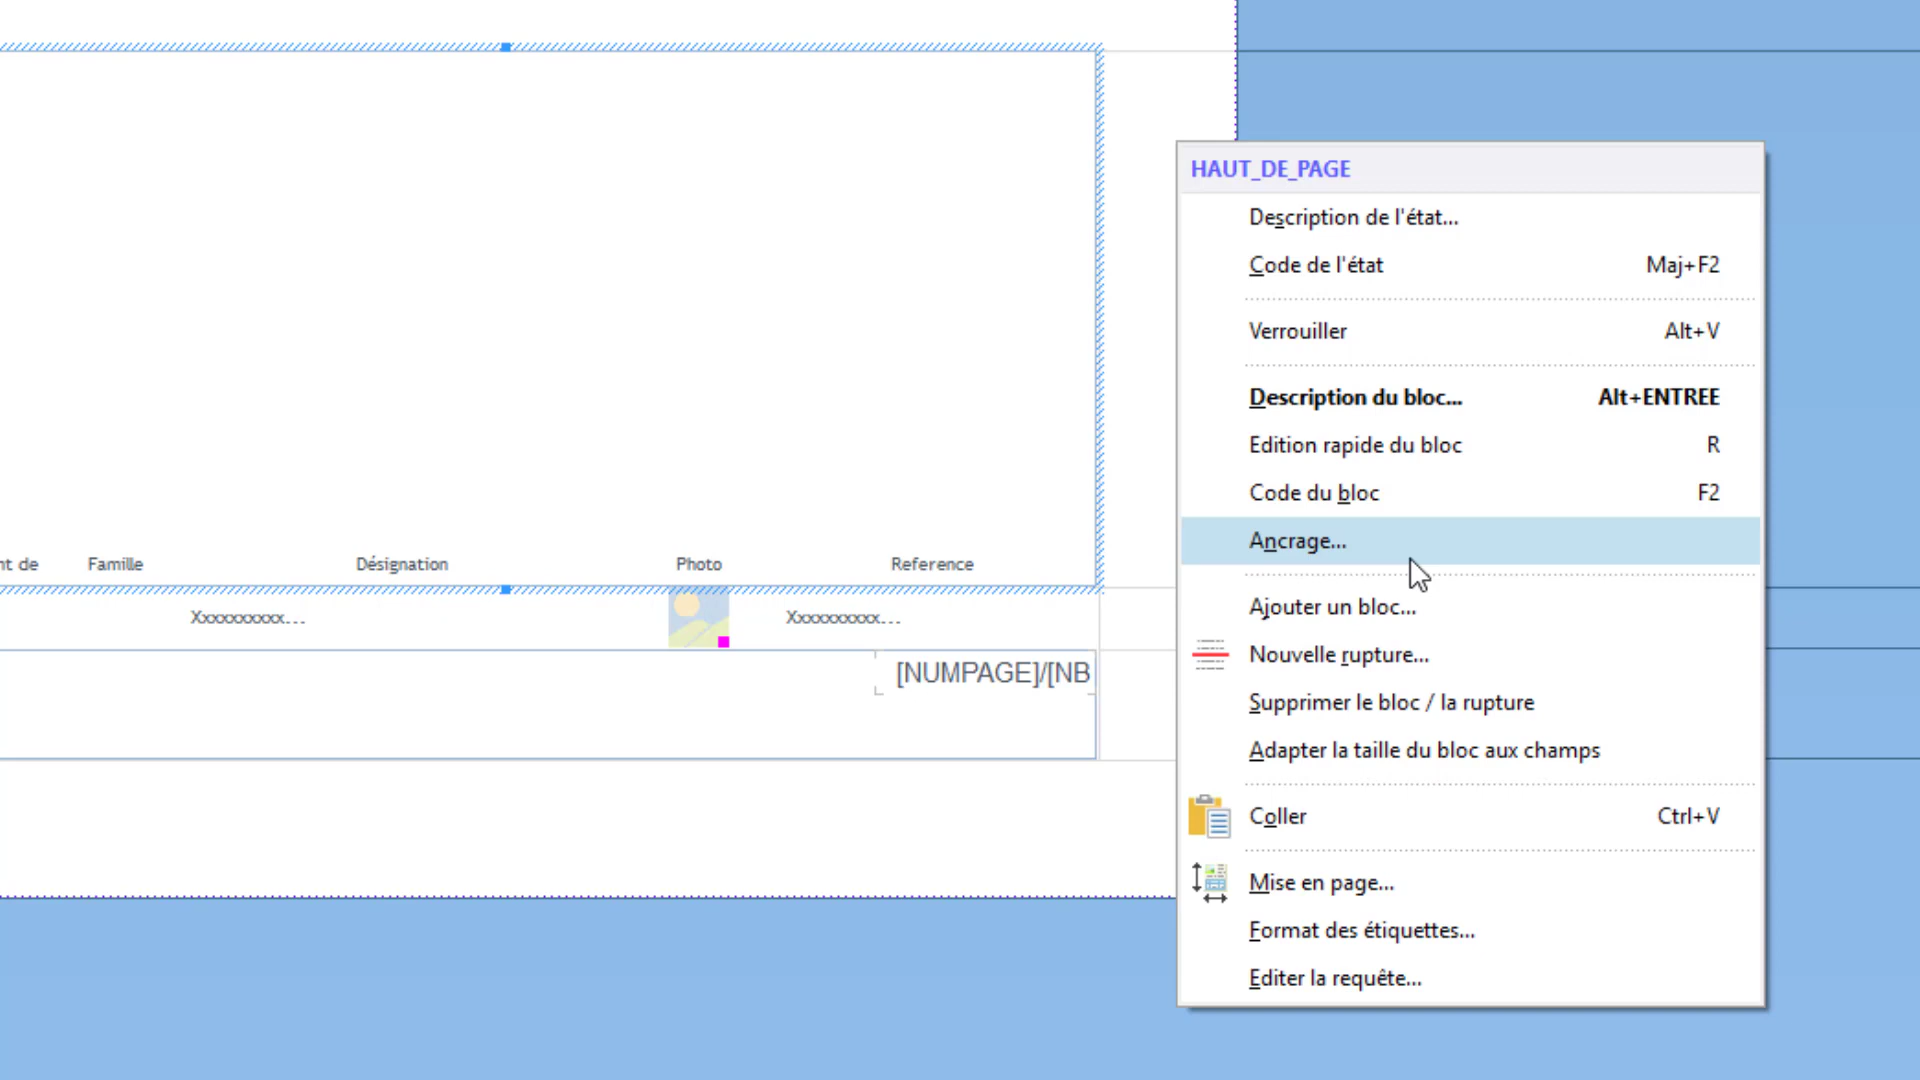 HAUT_DE_PAGE
Description de l'état...
Code de l'état Maj+F2
Verrouiller Alt+V
Description du bloc... Alt+ENTREE
Edition rapide du bloc R
Code du bloc F2
Ancrage...
Ajouter un bloc...
Nouvelle rupture...
Supprimer le bloc / la rupture
Adapter la taille du bloc aux champs
Coller Ctrl+V
Mise en page...
Format des étiquettes...
Editer la requête...
nt de Famille Désignation Photo Reference
Xxxxxxxxxx... Xxxxxxxxxx...
[NUMPAGE]/[NB